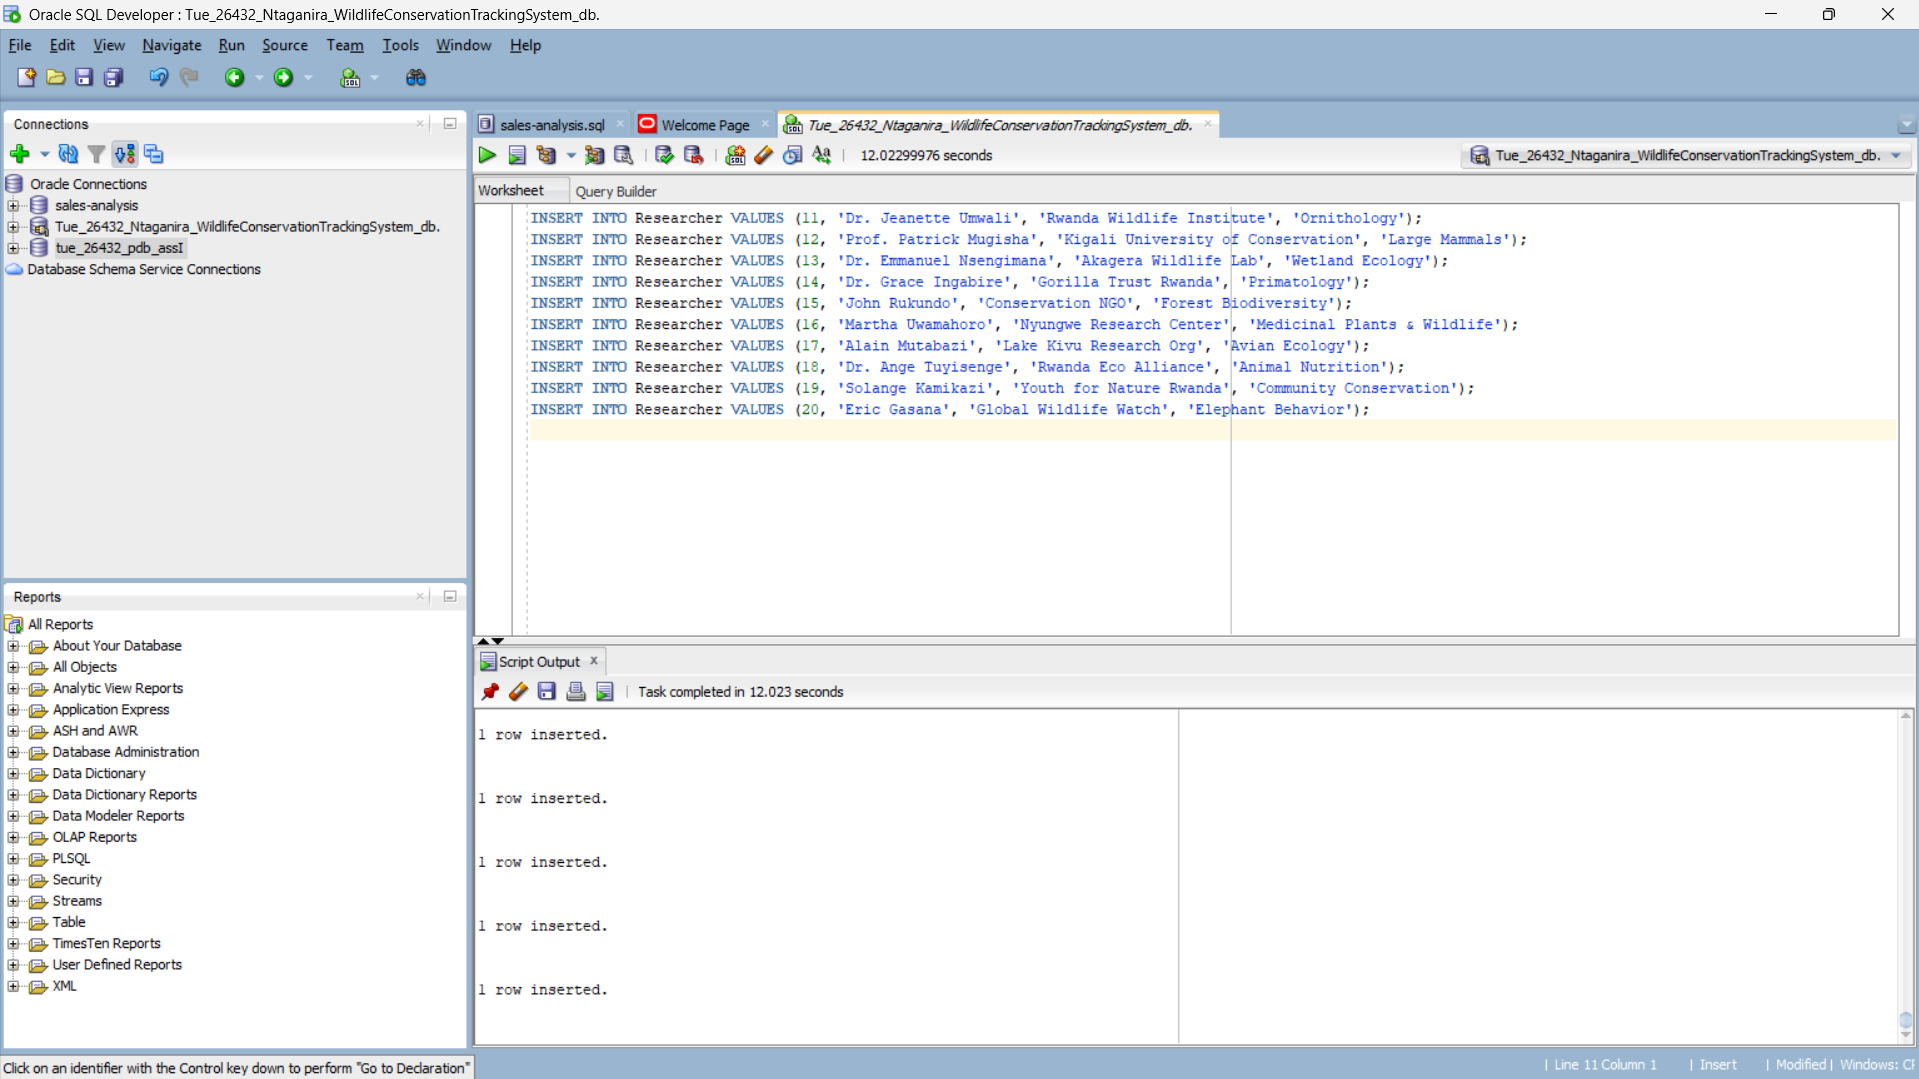 Oracle SQL Developer : Tue_26432_Ntaganira_WildlifeConservationTrackingSystem_db.
File Edit View Navigate Run Source Team Tools Window Help
Connections
Oracle Connections
sales-analysis
Tue_26432_Ntaganira_WildlifeConservationTrackingSystem_db.
tue_26432_pdb_assI
Database Schema Service Connections
Reports
All Reports
About Your Database
All Objects
Analytic View Reports
Application Express
ASH and AWR
Database Administration
Data Dictionary
Data Dictionary Reports
Data Modeler Reports
OLAP Reports
PLSQL
Security
Streams
Table
TimesTen Reports
User Defined Reports
XML
sales-analysis.sql Welcome Page Tue_26432_Ntaganira_WildlifeConservationTrackingSystem_db.
12.02299976 seconds
Tue_26432_Ntaganira_WildlifeConservationTrackingSystem_db.
Worksheet Query Builder
INSERT INTO Researcher VALUES (11, 'Dr. Jeanette Umwali', 'Rwanda Wildlife Institute', 'Ornithology');
INSERT INTO Researcher VALUES (12, 'Prof. Patrick Mugisha', 'Kigali University of Conservation', 'Large Mammals');
INSERT INTO Researcher VALUES (13, 'Dr. Emmanuel Nsengimana', 'Akagera Wildlife Lab', 'Wetland Ecology');
INSERT INTO Researcher VALUES (14, 'Dr. Grace Ingabire', 'Gorilla Trust Rwanda', 'Primatology');
INSERT INTO Researcher VALUES (15, 'John Rukundo', 'Conservation NGO', 'Forest Biodiversity');
INSERT INTO Researcher VALUES (16, 'Martha Uwamahoro', 'Nyungwe Research Center', 'Medicinal Plants & Wildlife');
INSERT INTO Researcher VALUES (17, 'Alain Mutabazi', 'Lake Kivu Research Org', 'Avian Ecology');
INSERT INTO Researcher VALUES (18, 'Dr. Ange Tuyisenge', 'Rwanda Eco Alliance', 'Animal Nutrition');
INSERT INTO Researcher VALUES (19, 'Solange Kamikazi', 'Youth for Nature Rwanda', 'Community Conservation');
INSERT INTO Researcher VALUES (20, 'Eric Gasana', 'Global Wildlife Watch', 'Elephant Behavior');
Script Output
Task completed in 12.023 seconds
1 row inserted.
1 row inserted.
1 row inserted.
1 row inserted.
1 row inserted.
Click on an identifier with the Control key down to perform "Go to Declaration"
Line 11 Column 1 Insert Modified Windows: